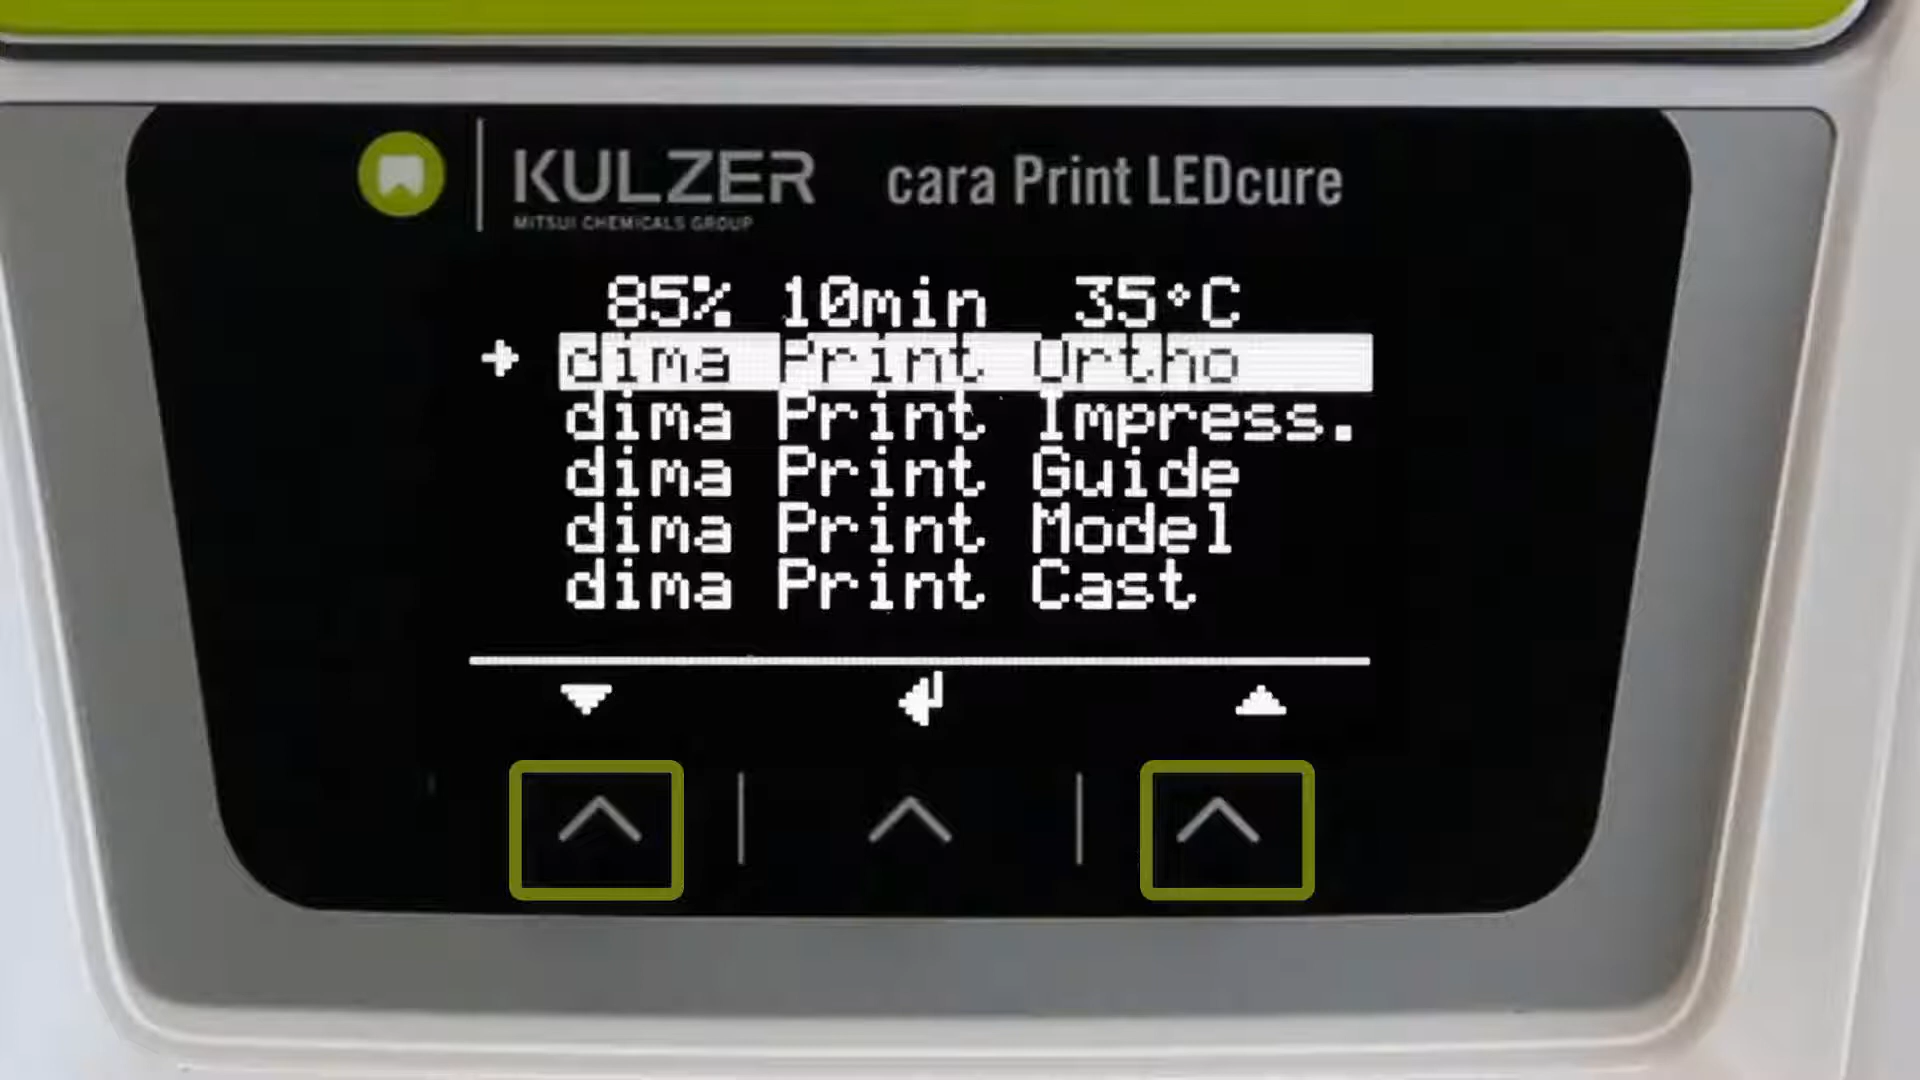 KULZER
MITSUI CHEMICALS GROUP
cara Print LEDcure
85% 10min 35°C
dima Print Ortho
dima Print Impress.
dima Print Guide
dima Print Model
dima Print Cast